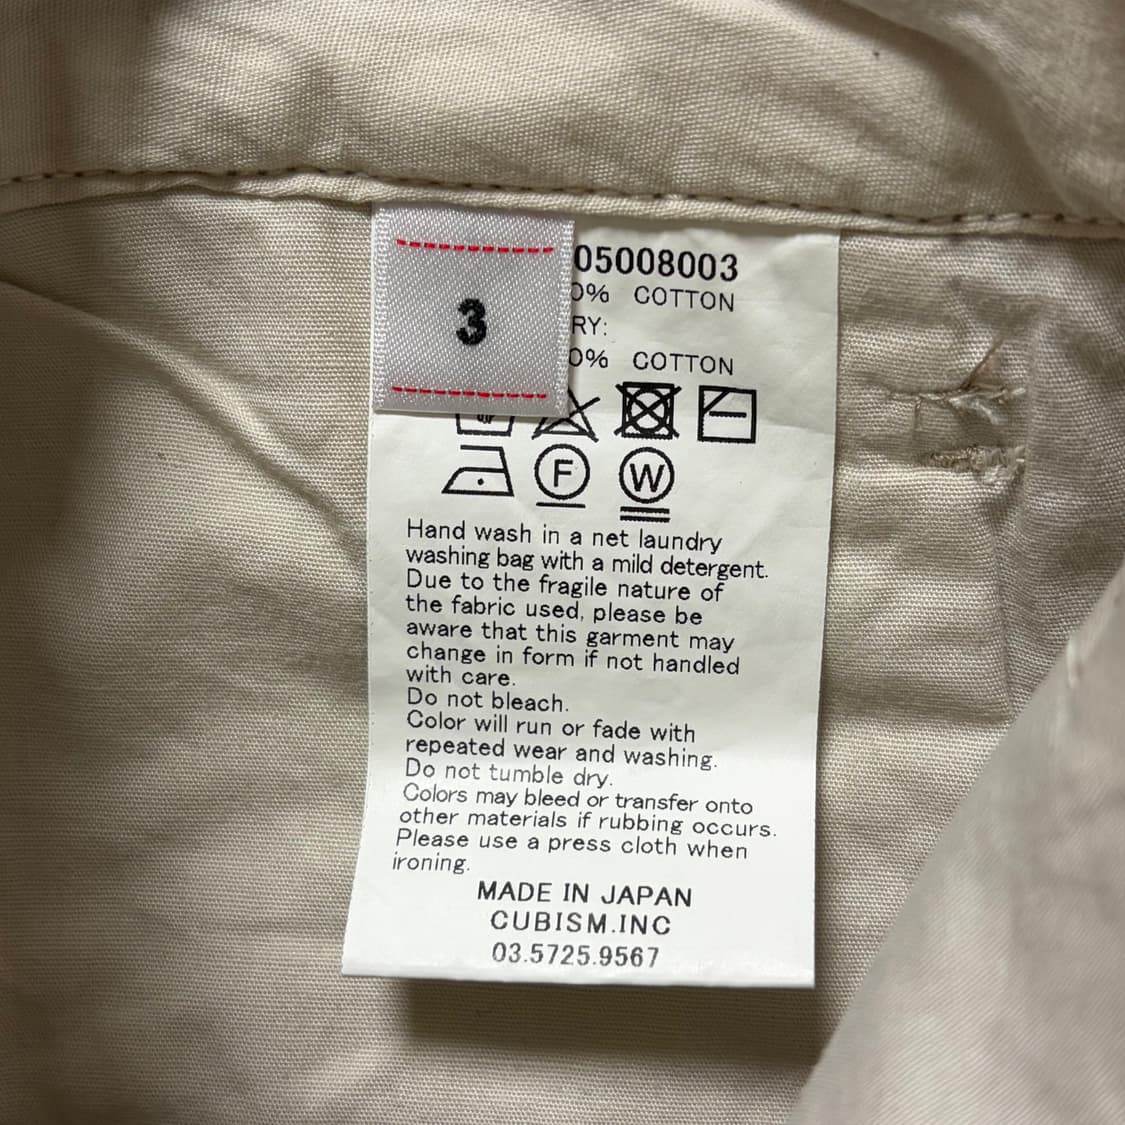 3
05008003
0% COTTON
RY:
0% COTTON
F
W
Hand wash in a net laundry
washing bag with a mild detergent.
Due to the fragile nature of
the fabric used, please be
aware that this garment may
change in form if not handled
with care.
Do not bleach.
Color will run or fade with
repeated wear and washing.
Do not tumble dry.
Colors may bleed or transfer onto
other materials if rubbing occurs.
Please use a press cloth when
ironing.
MADE IN JAPAN
CUBISM.INC
03.5725.9567